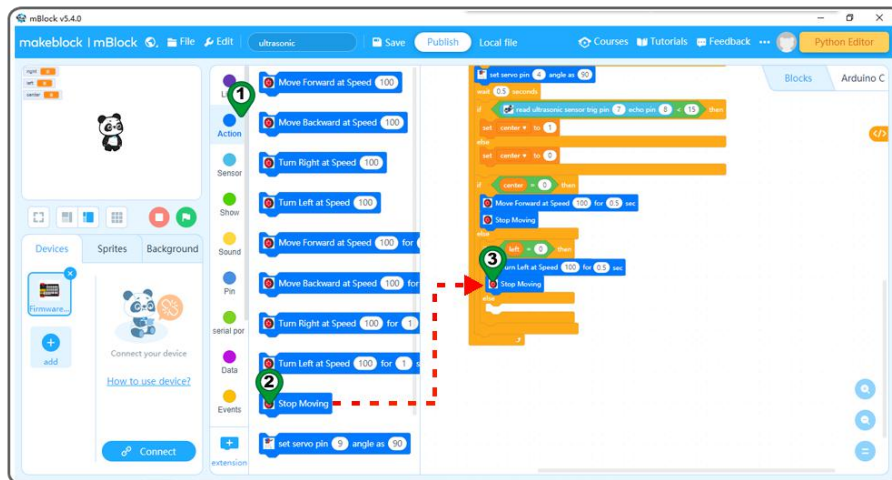 mBlock v5.4.0
makeblock | mBlock File Edit ultrasonic Save Publish Local file Courses Tutorials Feedback ... Python Editor
right 0
left 0
center 0
Devices Sprites Background
Firmware...
add
Connect your device
How to use device?
Connect
1
Action
Sensor
Show
Sound
Pin
serial por
Data
Events
extension
Move Forward at Speed 100
Move Backward at Speed 100
Turn Right at Speed 100
Turn Left at Speed 100
Move Forward at Speed 100 for
Move Backward at Speed 100 for
Turn Right at Speed 100 for 1
Turn Left at Speed 100 for 1 s
2
Stop Moving
set servo pin 9 angle as 90
set servo pin 4 angle as 90
wait 0.5 seconds
if read ultrasonic sensor trig pin 7 echo pin 8 < 15 then
set center to 1
else
set center to 0
if center = 0 then
Move Forward at Speed 100 for 0.5 sec
Stop Moving
else
left = 0 then
3
urn Left at Speed 100 for 0.5 sec
Stop Moving
else
Blocks Arduino C